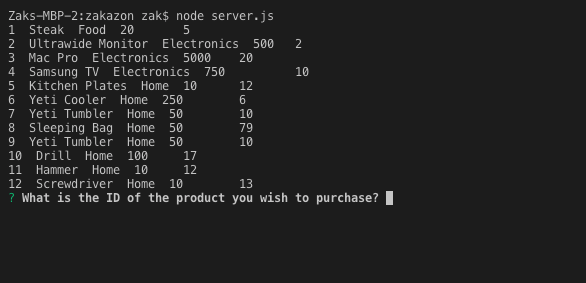 Zaks-MBP-2:zakazon zak$ node server.js
1  Steak  Food  20       5
2  Ultrawide Monitor  Electronics  500   2
3  Mac Pro  Electronics  5000    20
4  Samsung TV  Electronics  750          10
5  Kitchen Plates  Home  10      12
6  Yeti Cooler  Home  250        6
7  Yeti Tumbler  Home  50        10
8  Sleeping Bag  Home  50        79
9  Yeti Tumbler  Home  50        10
10  Drill  Home  100     17
11  Hammer  Home  10     12
12  Screwdriver  Home  10        13
? What is the ID of the product you wish to purchase?